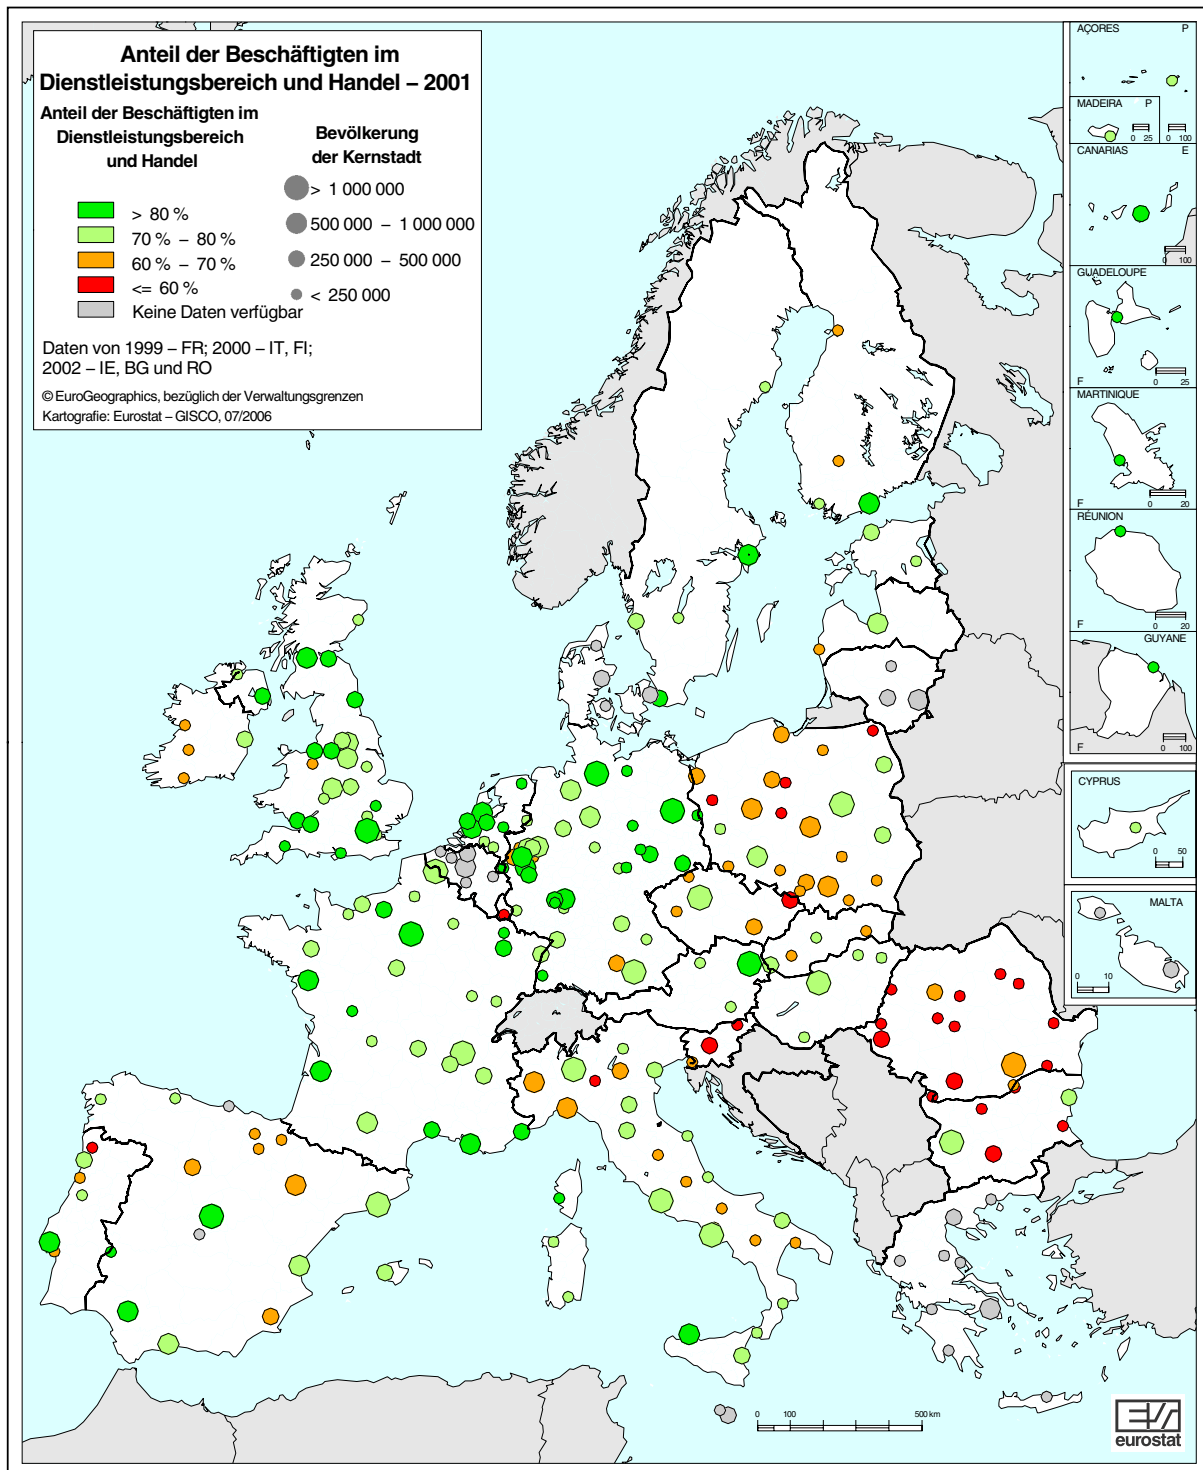 Anteil der Beschäftigten im
Dienstleistungsbereich und Handel – 2001
Anteil der Beschäftigten im
Dienstleistungsbereich
und Handel
> 80 %
70 % – 80 %
60 % – 70 %
<= 60 %
Keine Daten verfügbar
Bevölkerung
der Kernstadt
> 1 000 000
500 000 – 1 000 000
250 000 – 500 000
< 250 000
Daten von 1999 – FR; 2000 – IT, FI;
2002 – IE, BG und RO
© EuroGeographics, bezüglich der Verwaltungsgrenzen
Kartografie: Eurostat – GISCO, 07/2006
AÇORES P
MADEIRA P
0 25
0 100
CANARIAS E
0 100
GUADELOUPE
F
0 25
MARTINIQUE
F
0 20
RÉUNION
F
0 20
GUYANE
F
0 100
CYPRUS
0 50
MALTA
0 10
0 100 500 km
eurostat